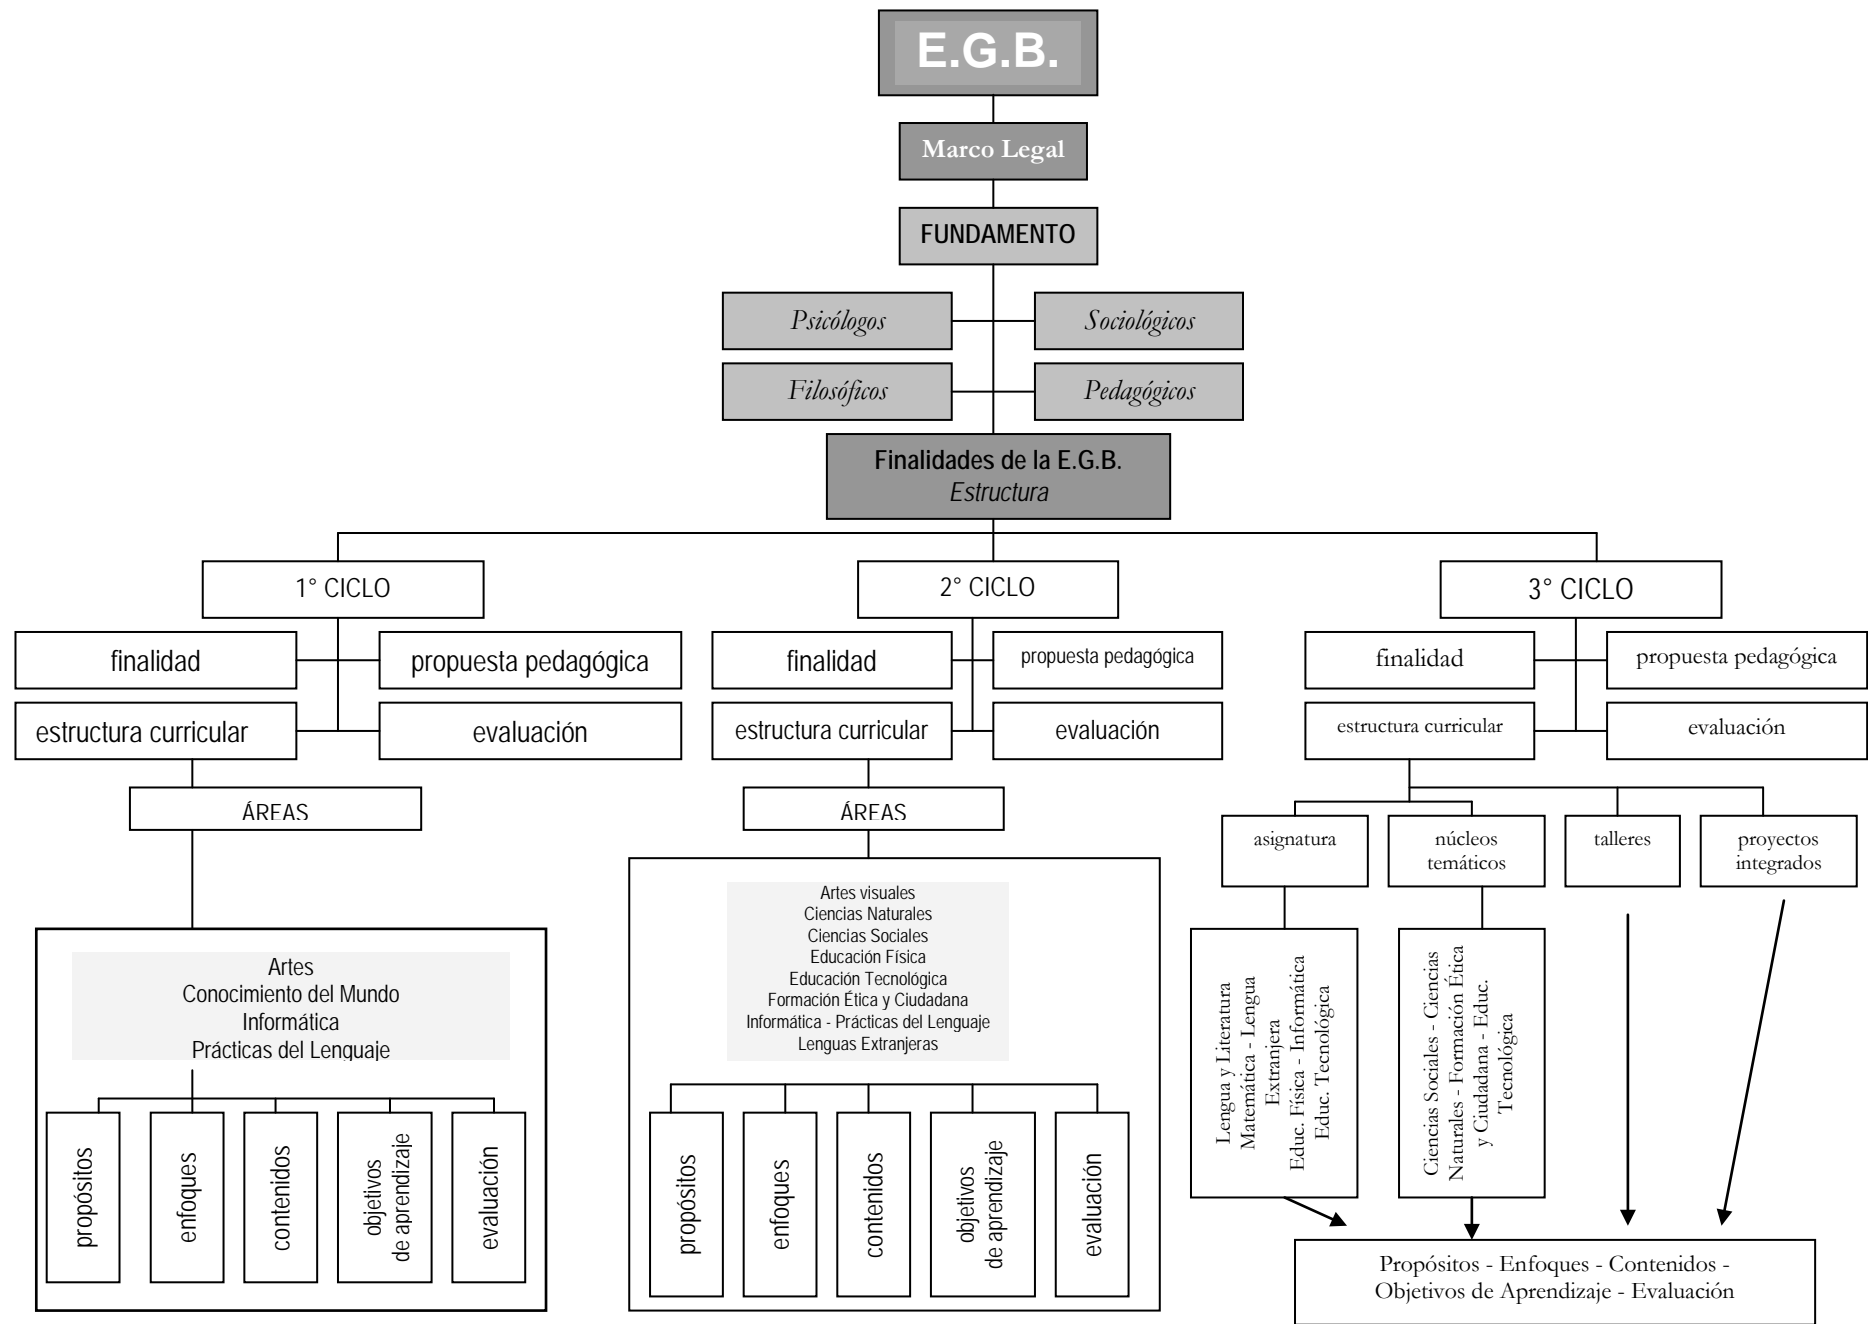 E.G.B.
Marco Legal
FUNDAMENTO
Psicólogos
Sociológicos
Filosóficos
Pedagógicos
Finalidades de la E.G.B.
Estructura
1° CICLO
2° CICLO
3° CICLO
finalidad
propuesta pedagógica
estructura curricular
evaluación
finalidad
propuesta pedagógica
estructura curricular
evaluación
finalidad
propuesta pedagógica
estructura curricular
evaluación
ÁREAS
ÁREAS
asignatura
núcleos
temáticos
talleres
proyectos
integrados
Artes
Conocimiento del Mundo
Informática
Prácticas del Lenguaje
propósitos
enfoques
contenidos
objetivos
de aprendizaje
evaluación
Artes visuales
Ciencias Naturales
Ciencias Sociales
Educación Física
Educación Tecnológica
Formación Ética y Ciudadana
Informática - Prácticas del Lenguaje
Lenguas Extranjeras
propósitos
enfoques
contenidos
objetivos
de aprendizaje
evaluación
Lengua y Literatura
Matemática - Lengua
Extranjera
Educ. Física - Informática
Educ. Tecnológica
Ciencias Sociales - Ciencias
Naturales - Formación Ética
y Ciudadana - Educ.
Tecnológica
Propósitos - Enfoques - Contenidos -
Objetivos de Aprendizaje - Evaluación